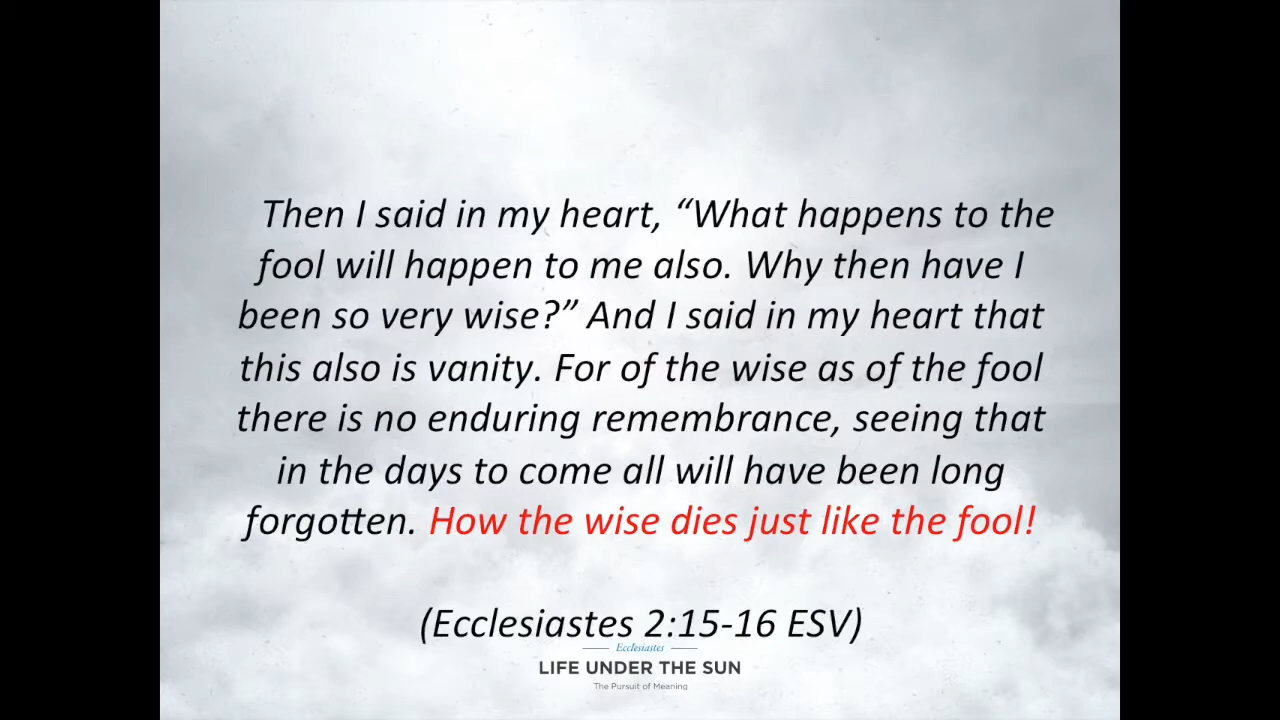 Then I said in my heart, “What happens to the
fool will happen to me also. Why then have I
been so very wise?” And I said in my heart that
this also is vanity. For of the wise as of the fool
there is no enduring remembrance, seeing that
in the days to come all will have been long
forgotten. How the wise dies just like the fool!
(Ecclesiastes 2:15-16 ESV)
Ecclesiastes
LIFE UNDER THE SUN
The Pursuit of Meaning